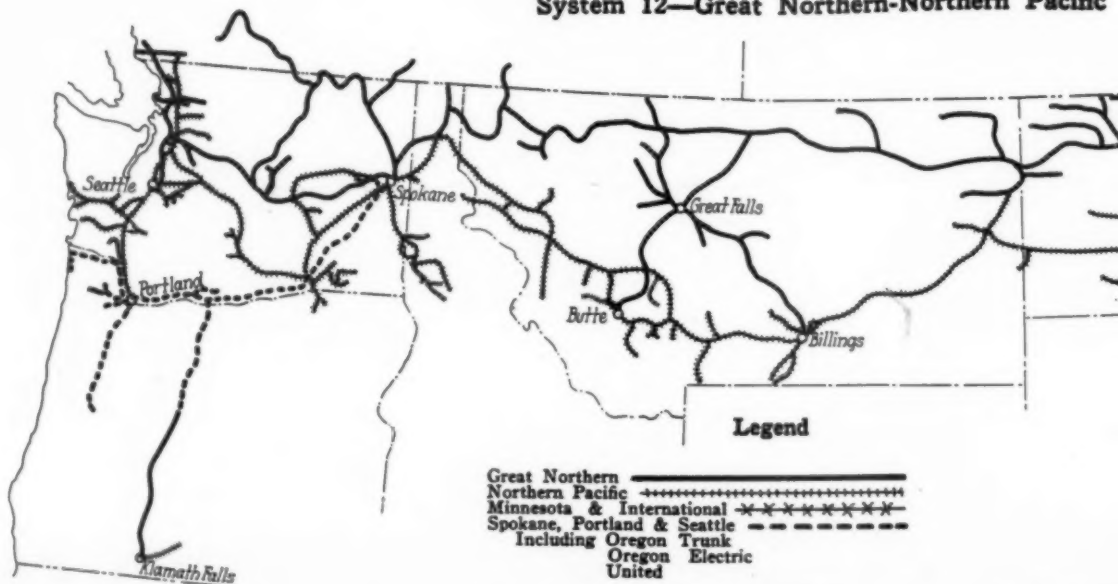 System 12—Great Northern-Northern Pacific
Seattle
Spokane
Great Falls
Portland
Butte
Billings
Legend
Great Northern
Northern Pacific
Minnesota & International
Spokane, Portland & Seattle
Including Oregon Trunk
Oregon Electric
United
Klamath Falls